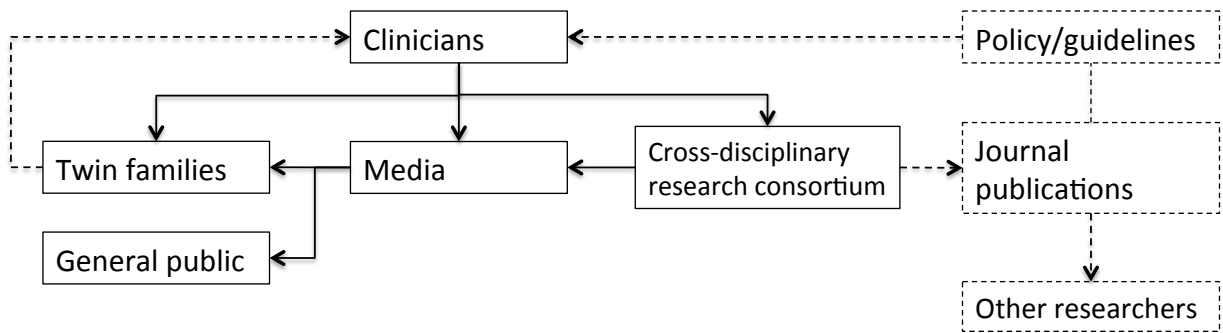 Clinicians
Policy/guidelines
Twin families
Media
Cross-disciplinary
research consortium
Journal
publications
General public
Other researchers